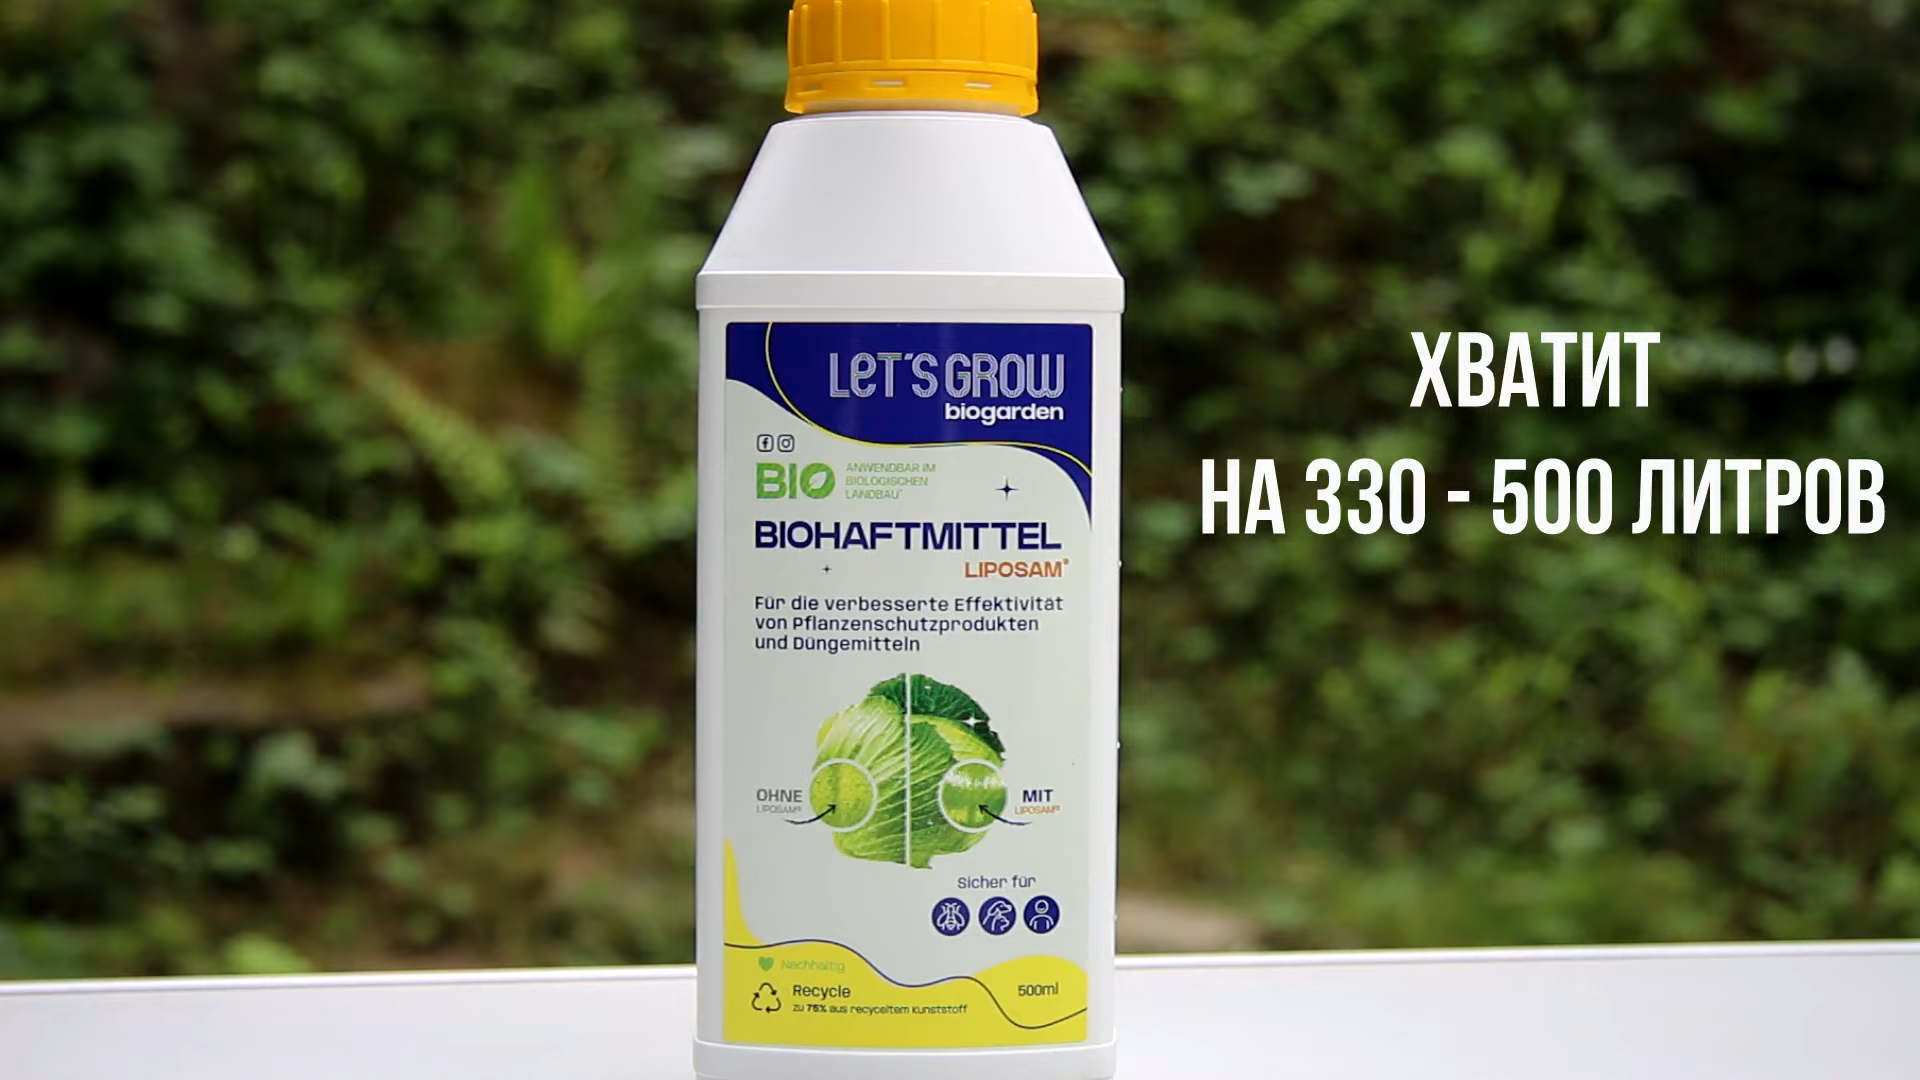 LET'S GROW
biogarden
BIO
ANWENDBAR IM
BIOLOGISCHEN
LANDBAU*
BIOHAFTMITTEL
LIPOSAM®
Für die verbesserte Effektivität
von Pflanzenschutzprodukten
und Düngemitteln
OHNE
LIPOSAM®
MIT
LIPOSAM®
Sicher für
Nachhaltig
Recycle
zu 75% aus recyceltem Kunststoff
500ml
ХВАТИТ
НА 330 - 500 ЛИТРОВ